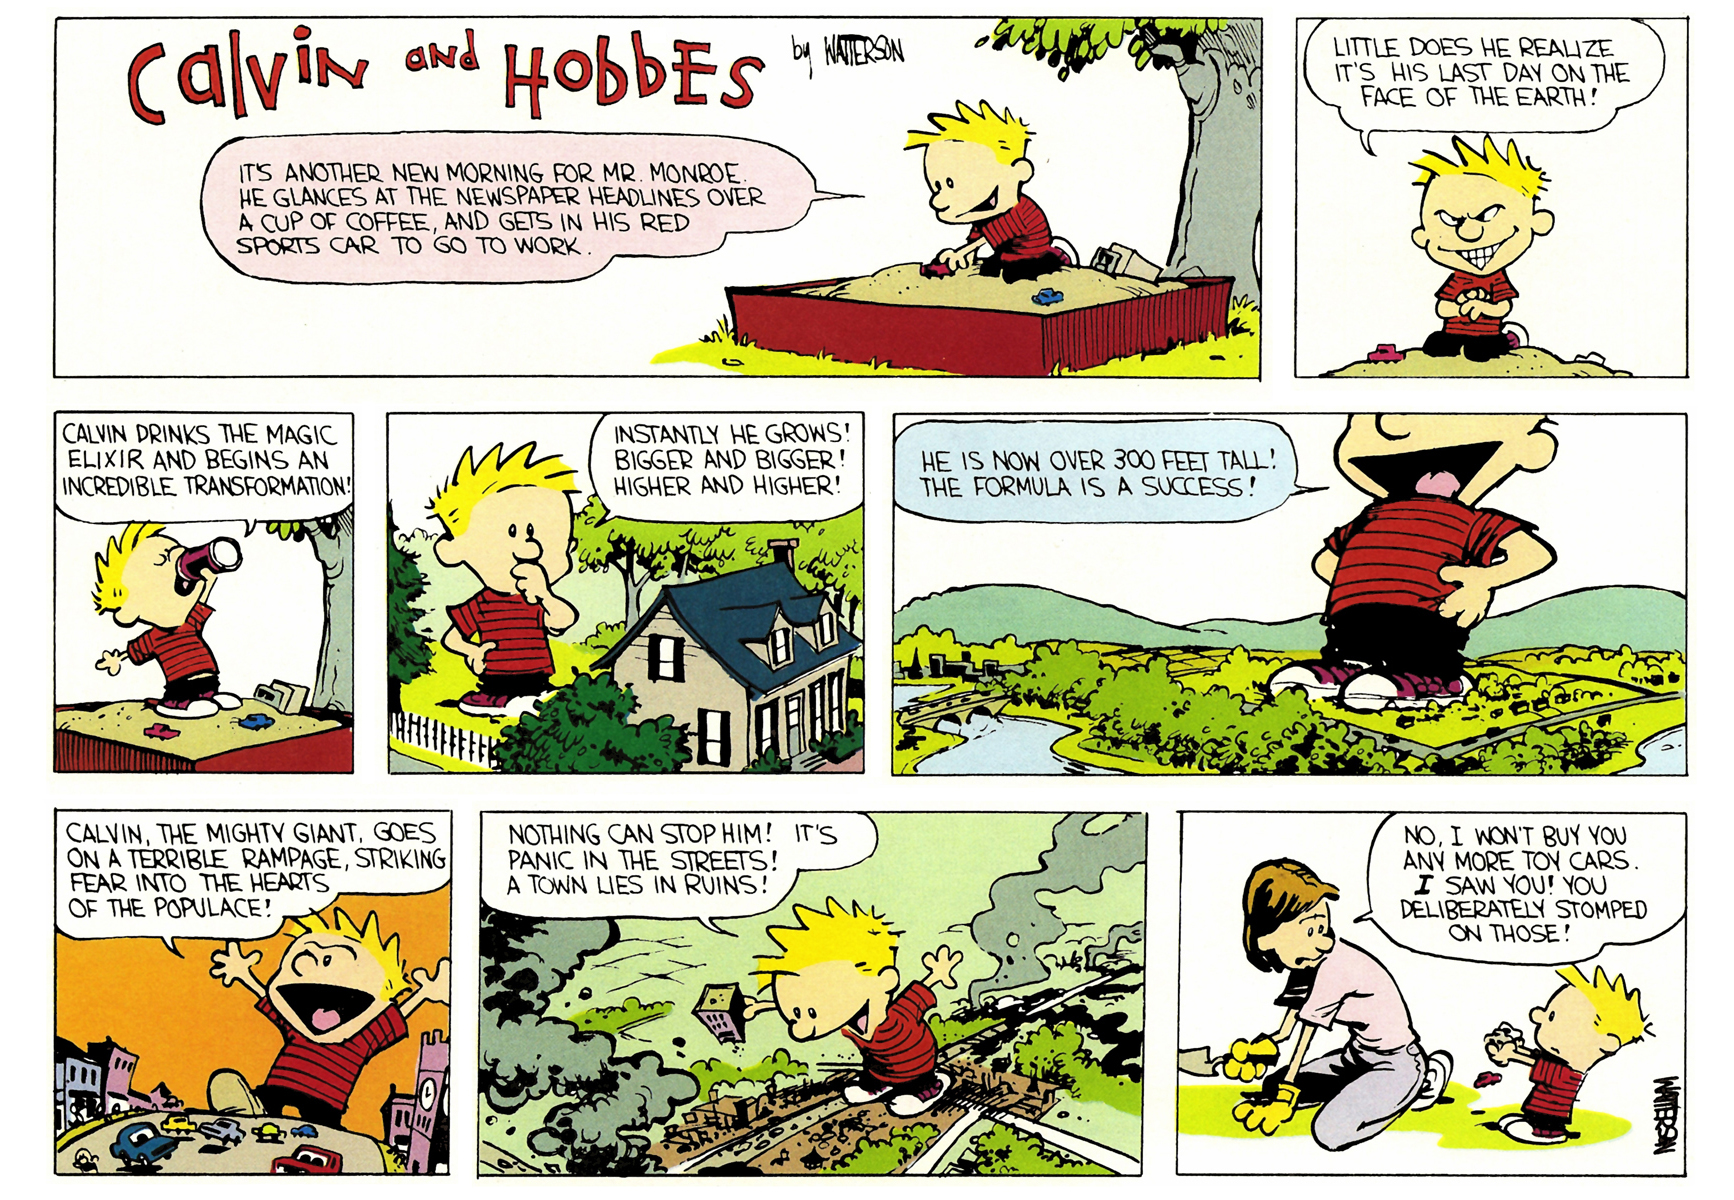 Calvin and Hobbes
by WATTERSON
IT'S ANOTHER NEW MORNING FOR MR. MONROE.
HE GLANCES AT THE NEWSPAPER HEADLINES OVER
A CUP OF COFFEE, AND GETS IN HIS RED
SPORTS CAR TO GO TO WORK.
LITTLE DOES HE REALIZE
IT'S HIS LAST DAY ON THE
FACE OF THE EARTH!
CALVIN DRINKS THE MAGIC
ELIXIR AND BEGINS AN
INCREDIBLE TRANSFORMATION!
INSTANTLY HE GROWS!
BIGGER AND BIGGER!
HIGHER AND HIGHER!
HE IS NOW OVER 300 FEET TALL!
THE FORMULA IS A SUCCESS!
CALVIN, THE MIGHTY GIANT, GOES
ON A TERRIBLE RAMPAGE, STRIKING
FEAR INTO THE HEARTS
OF THE POPULACE!
NOTHING CAN STOP HIM! IT'S
PANIC IN THE STREETS!
A TOWN LIES IN RUINS!
NO, I WON'T BUY YOU
ANY MORE TOY CARS.
I SAW YOU! YOU
DELIBERATELY STOMPED
ON THOSE!
WATTERSON